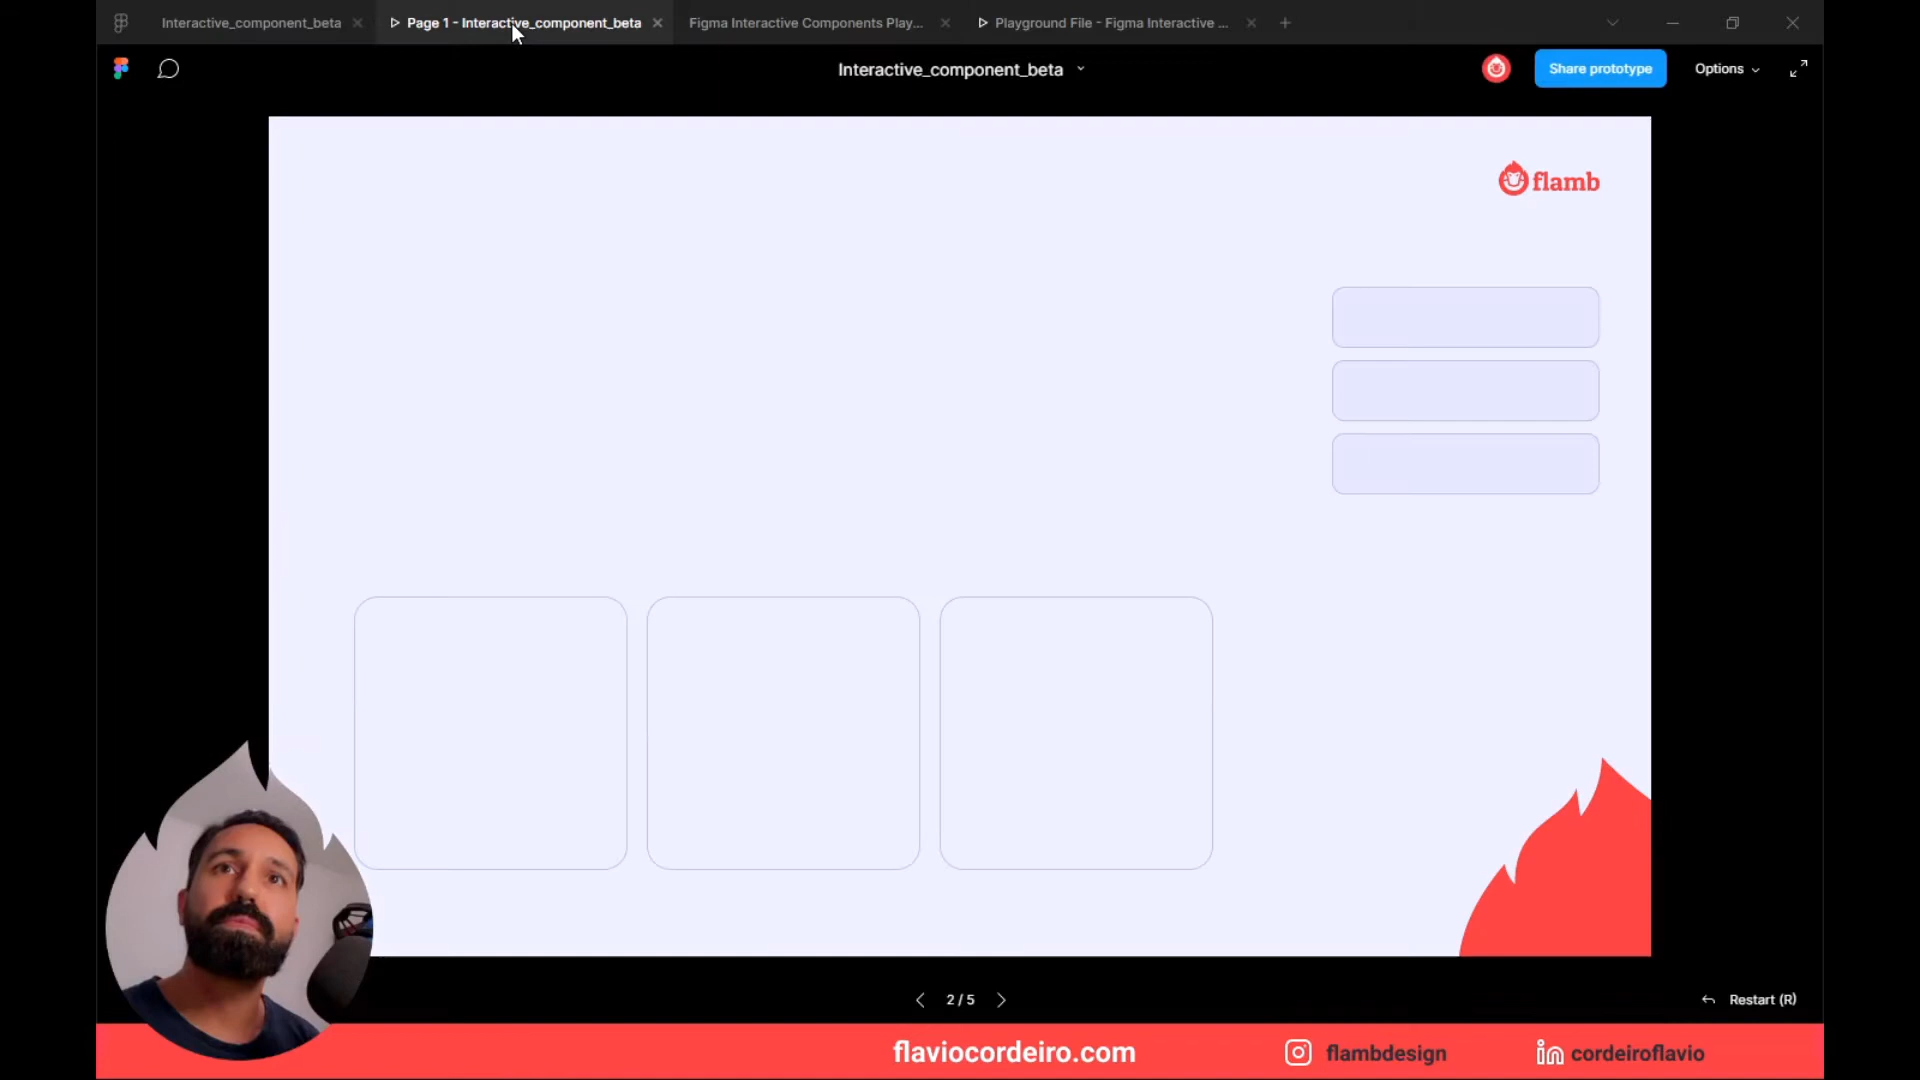 Interactive_component_beta
Page 1 - Interactive_component_beta
Figma Interactive Components Play...
Playground File - Figma Interactive ...
Interactive_component_beta
Share prototype
Options
flamb
2 / 5
Restart (R)
flaviocordeiro.com
flambdesign
in cordeiroflavio